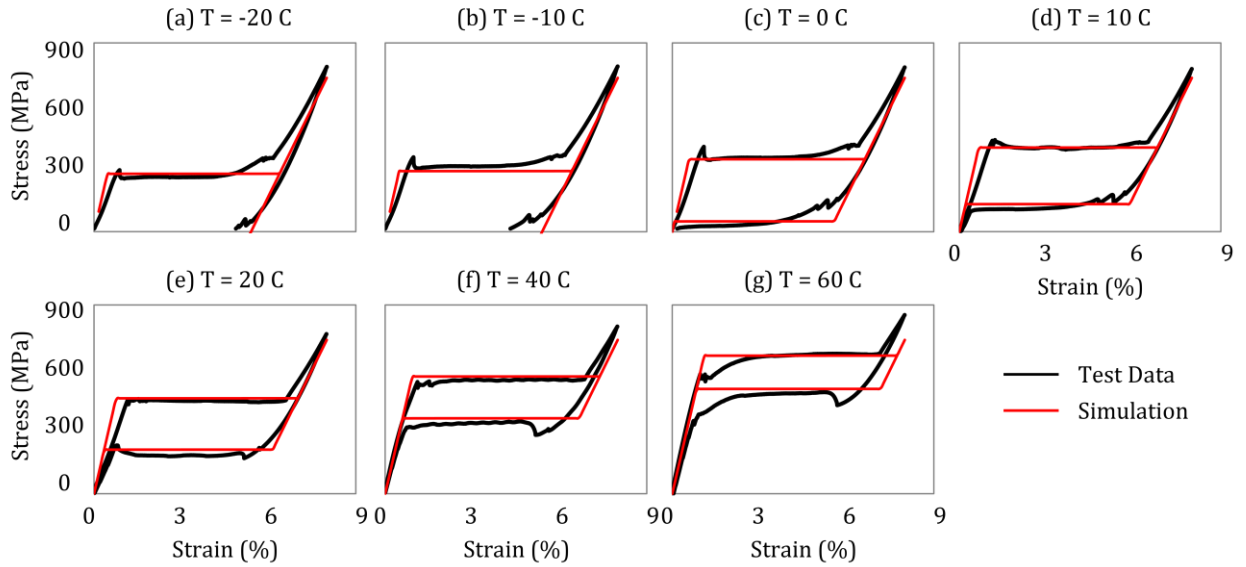 (a) T = -20 C
(b) T = -10 C
(c) T = 0 C
(d) T = 10 C
Stress (MPa)
900
600
300
0
3
6
9
Strain (%)
(e) T = 20 C
(f) T = 40 C
(g) T = 60 C
Stress (MPa)
900
600
300
0
0
3
6
9
Strain (%)
0
3
6
9
Strain (%)
0
3
6
9
Strain (%)
Test Data
Simulation